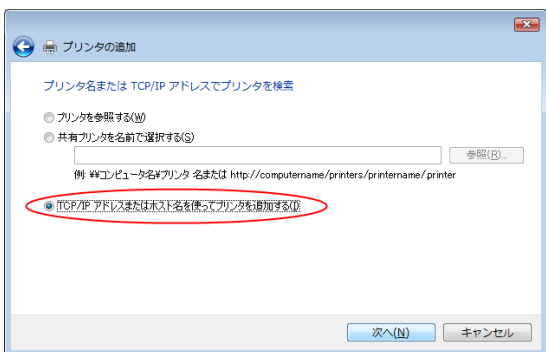 プリンタの追加
プリンタ名または TCP/IP アドレスでプリンタを検索
プリンタを参照する(W)
共有プリンタを名前で選択する(S)
参照(R)...
例: ¥¥コンピュータ名¥プリンタ 名または http://computername/printers/printername/printer
TCP/IP アドレスまたはホスト名を使ってプリンタを追加する(I)
次へ(N)
キャンセル